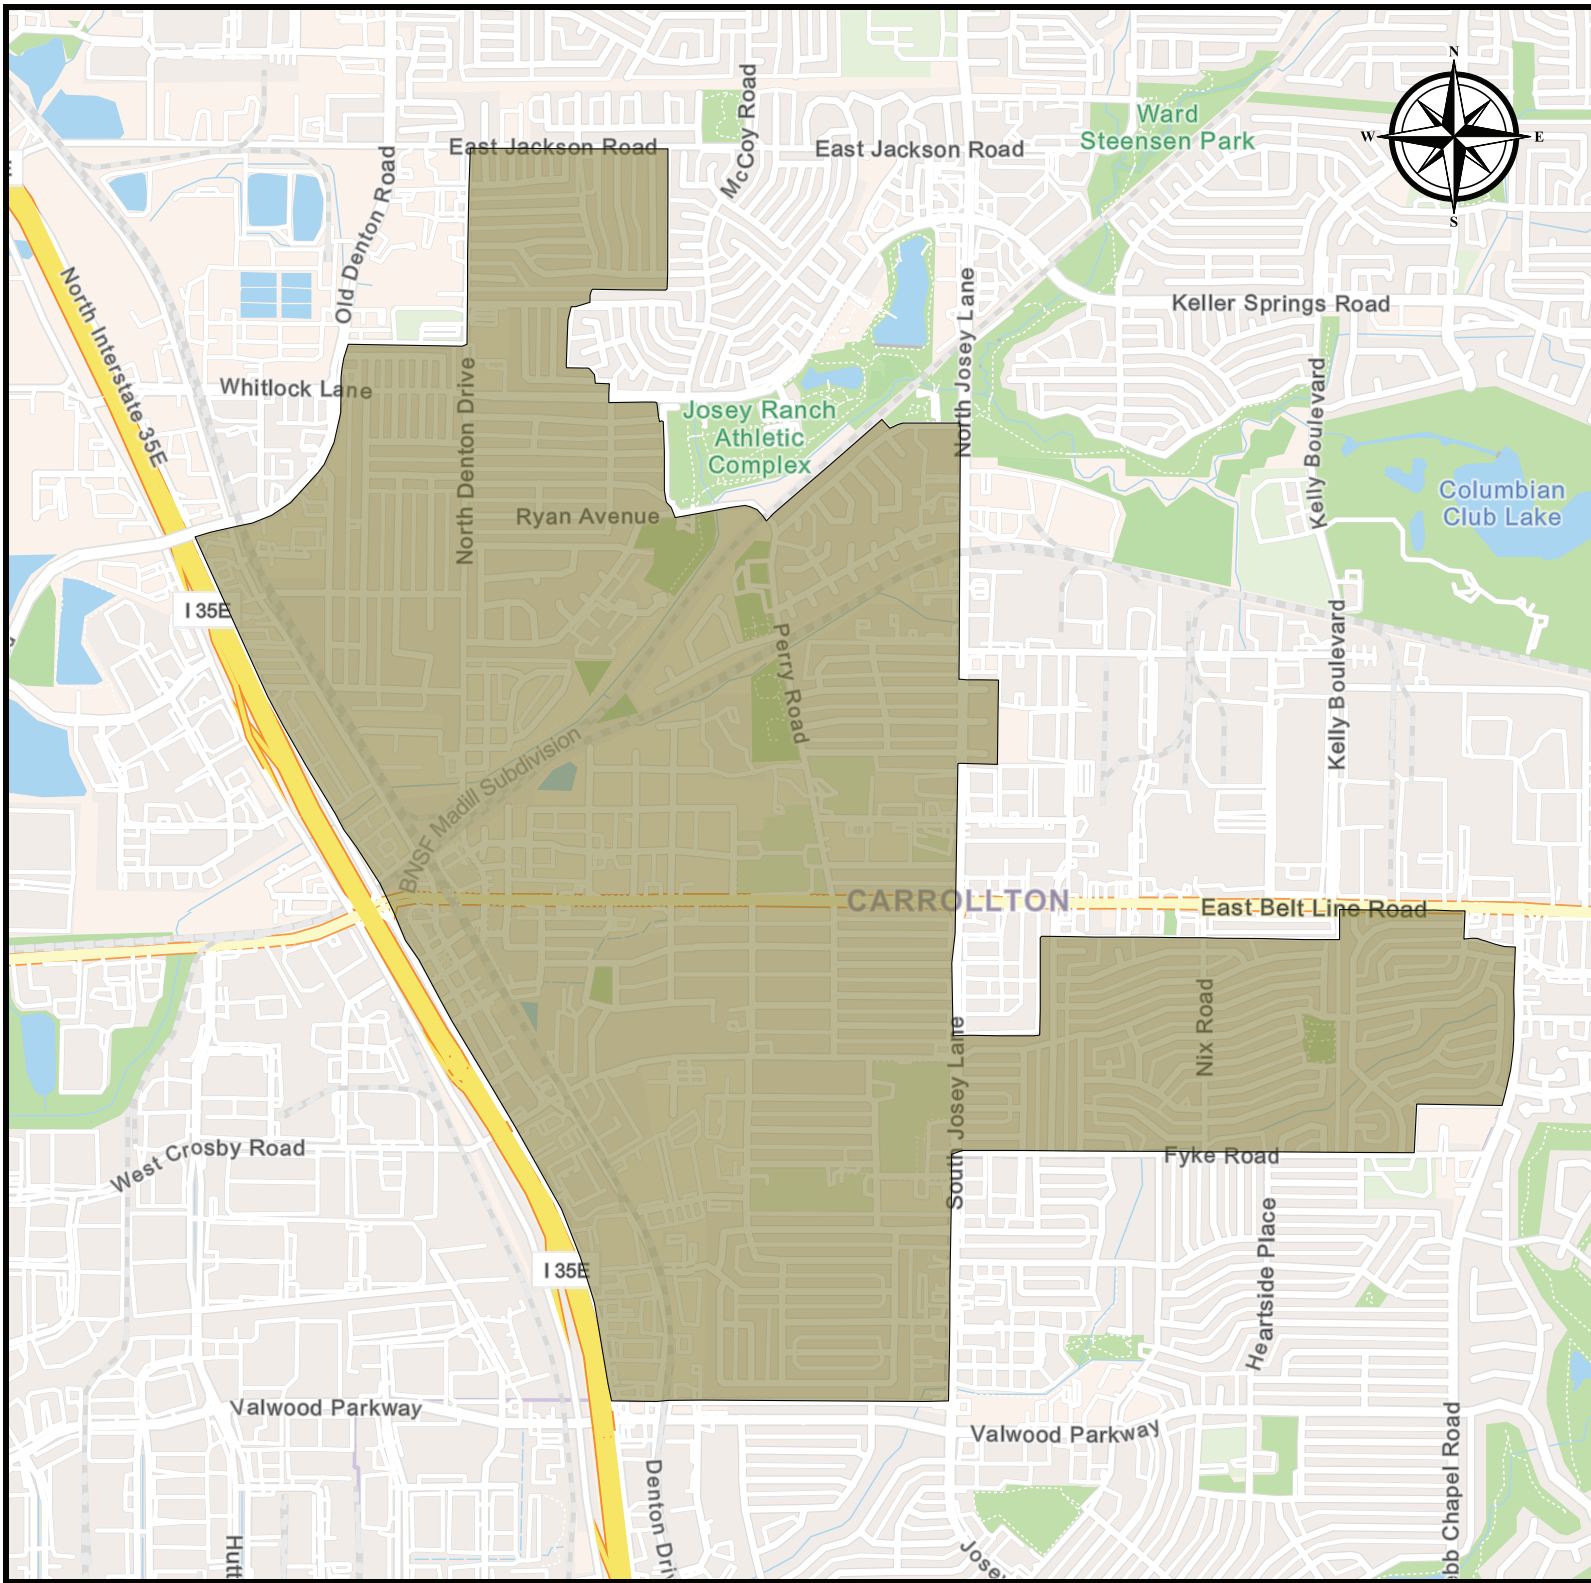 N
W
E
S
Ward
Steensen Park
McCoy Road
East Jackson Road
East Jackson Road
Old Denton Road
North Interstate 35E
North Josey Lane
Keller Springs Road
Whitlock Lane
North Denton Drive
Kelly Boulevard
Josey Ranch
Athletic
Complex
Columbian
Club Lake
Ryan Avenue
I 35E
Perry Road
Kelly Boulevard
BNSF Madill Subdivision
CARROLLTON
East Belt Line Road
Nix Road
South Josey Lane
West Crosby Road
Fyke Road
Heartside Place
I 35E
Valwood Parkway
Valwood Parkway
Chapel Road
Denton